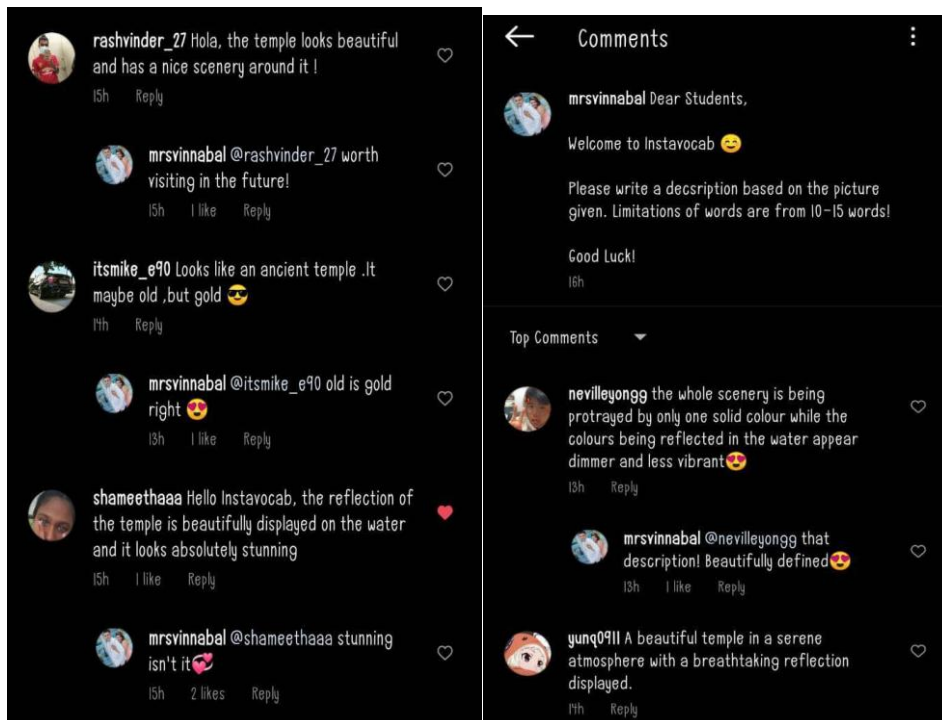 rashvinder_27 Hola, the temple looks beautiful
and has a nice scenery around it !
15h Reply
mrsvinnabal @rashvinder_27 worth
visiting in the future!
15h 1 like Reply
itsmike_e90 Looks like an ancient temple .It
maybe old ,but gold 😎
14h Reply
mrsvinnabal @itsmike_e90 old is gold
right 😍
13h 1 like Reply
shameethaaa Hello Instavocab, the reflection of
the temple is beautifully displayed on the water
and it looks absolutely stunning
15h 1 like Reply
mrsvinnabal @shameethaaa stunning
isn't it💞
15h 2 likes Reply
Comments
mrsvinnabal Dear Students,
Welcome to Instavocab ☺️
Please write a decsription based on the picture
given. Limitations of words are from 10-15 words!
Good Luck!
16h
Top Comments
nevilleyongg the whole scenery is being
protrayed by only one solid colour while the
colours being reflected in the water appear
dimmer and less vibrant😍
13h Reply
mrsvinnabal @nevilleyongg that
description! Beautifully defined😍
13h 1 like Reply
yunq0911 A beautiful temple in a serene
atmosphere with a breathtaking reflection
displayed.
14h Reply